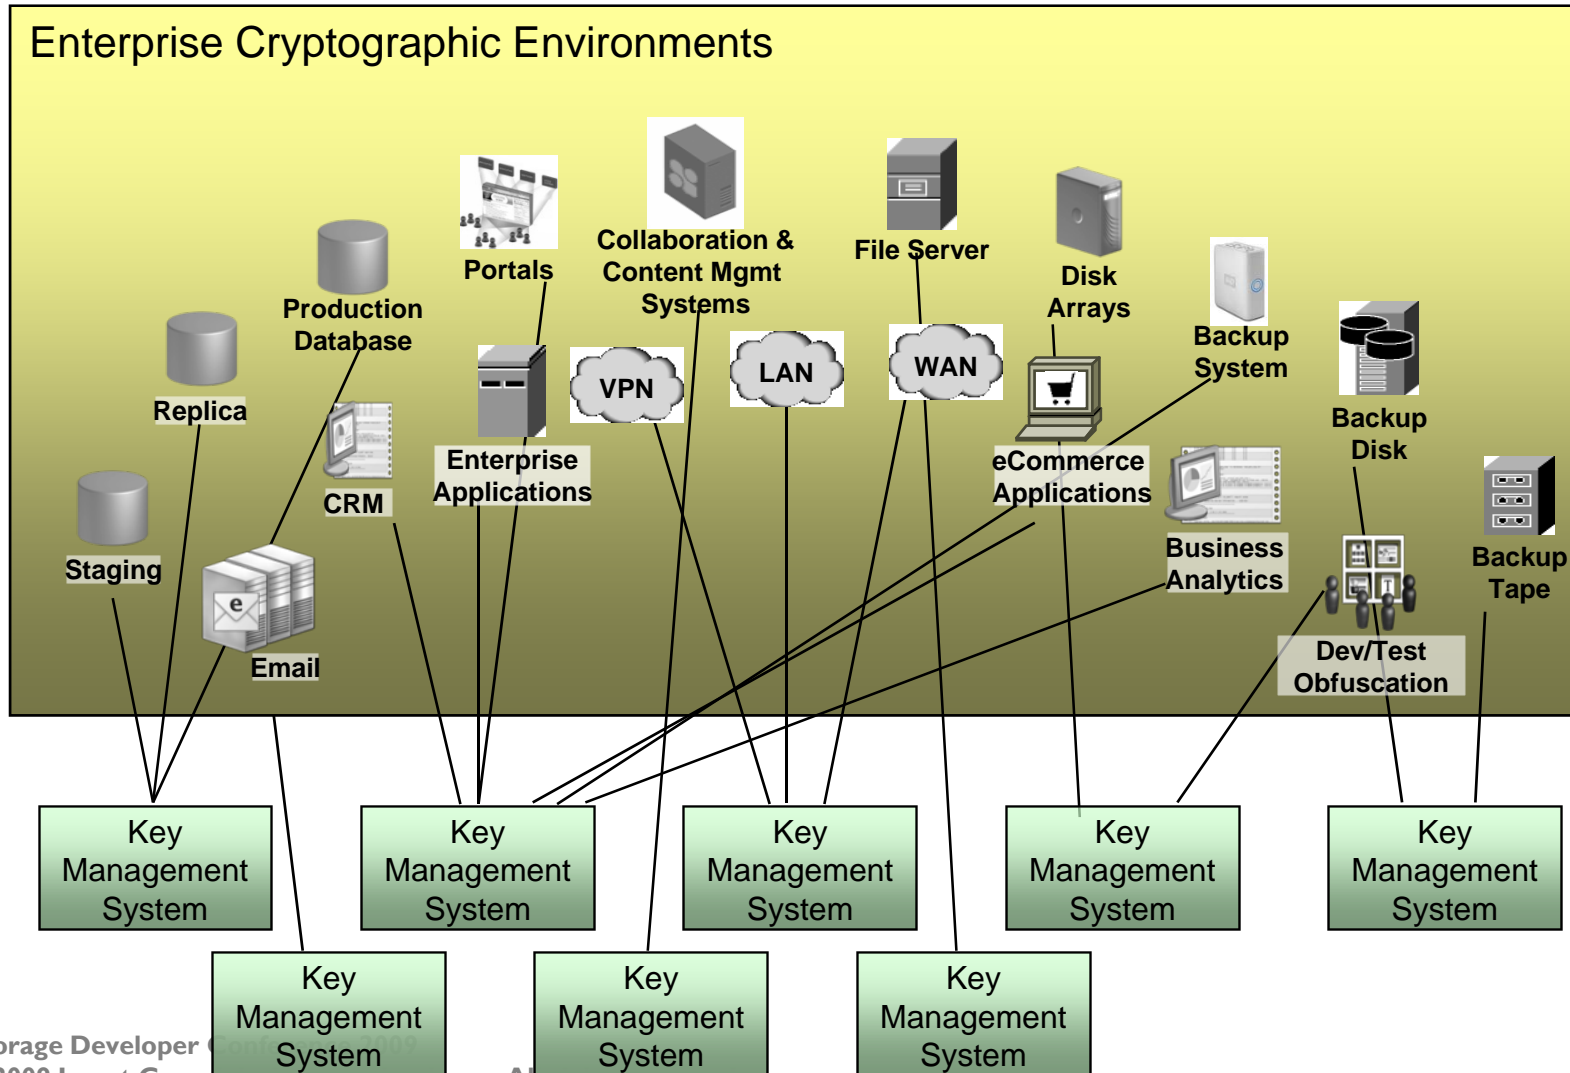 Enterprise Cryptographic Environments
Portals
Collaboration &
Content Mgmt
Systems
File Server
Disk
Arrays
Backup
System
Production
Database
Replica
VPN
LAN
WAN
Backup
Disk
Staging
CRM
Enterprise
Applications
eCommerce
Applications
Business
Analytics
Backup
Tape
e
Email
T
Dev/Test
Obfuscation
Key
Management
System
Key
Management
System
Key
Management
System
Key
Management
System
Key
Management
System
Key
Management
System
Key
Management
System
Key
Management
System
Developer Conference 2009